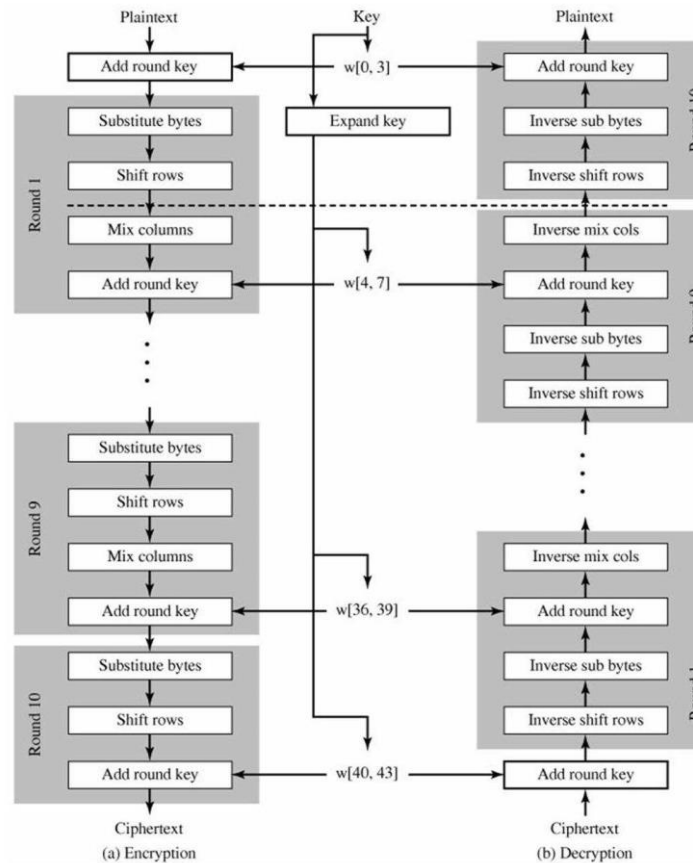 Plaintext
Key
Plaintext
Add round key
w[0, 3]
Add round key
Round 1
Substitute bytes
Expand key
Inverse sub bytes
Shift rows
Inverse shift rows
Mix columns
Inverse mix cols
Add round key
w[4, 7]
Add round key
Inverse sub bytes
Inverse shift rows
Round 9
Substitute bytes
Shift rows
Mix columns
Inverse mix cols
Add round key
w[36, 39]
Add round key
Round 10
Substitute bytes
Inverse sub bytes
Shift rows
Inverse shift rows
Add round key
w[40, 43]
Add round key
Ciphertext
Ciphertext
(a) Encryption
(b) Decryption